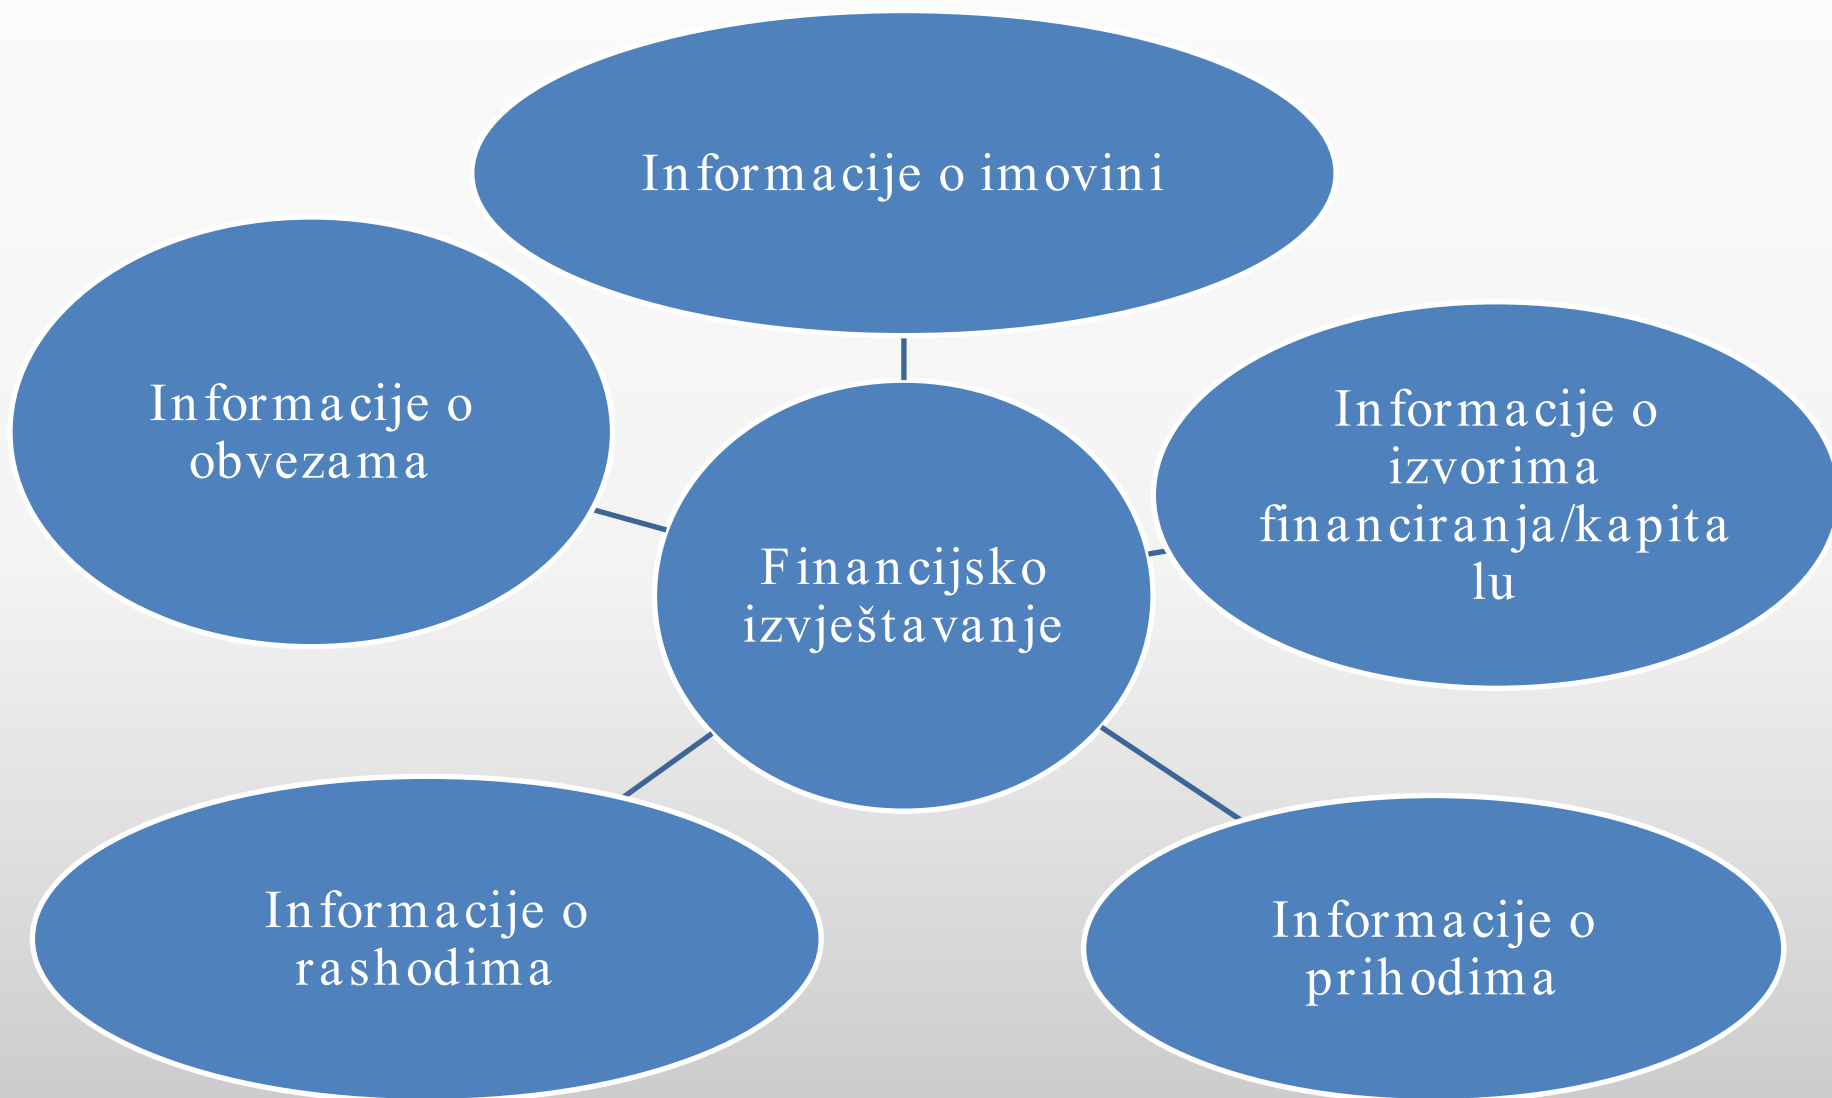 Informacije o imovini
Informacije o
obvezama
Informacije o
izvorima
financiranja/kapita
lu
Financijsko
izvještavanje
Informacije o
rashodima
Informacije o
prihodima